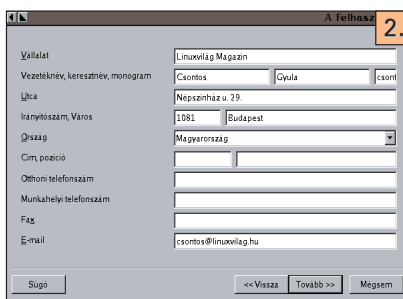 A felhasz
2.
Vállalat Linuxvilág Magazin
Vezetéknév, keresztnév, monogram Csontos Gyula csont
Utca Népszínház u. 29.
Irányítószám, Város 1081 Budapest
Ország Magyarország
Cím, pozíció
Otthoni telefonszám
Munkahelyi telefonszám
Fax
E-mail csontos@linuxvilag.hu
Súgó << Vissza Tovább >> Mégsem